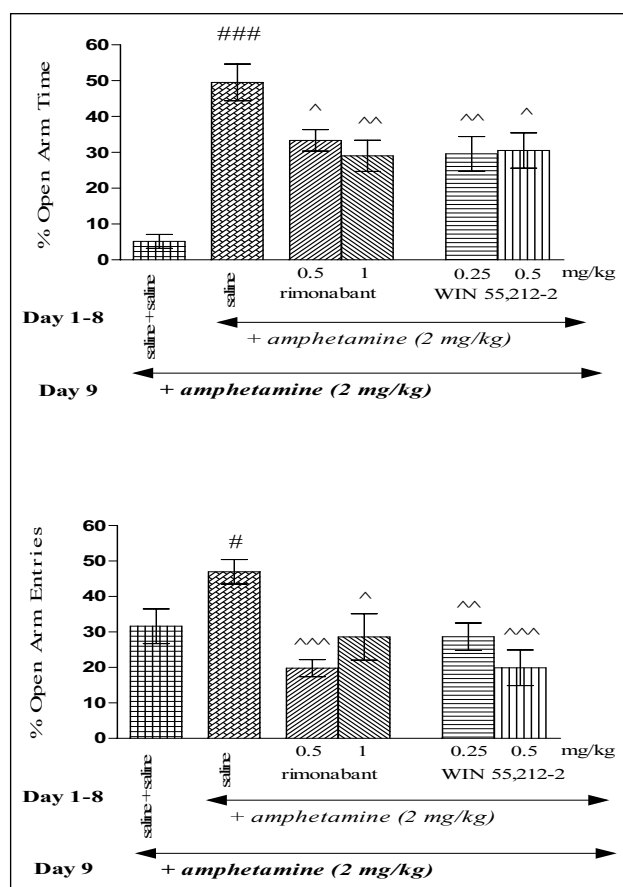 % Open Arm Time
60
50
40
30
20
10
0
###
^
^^
^^
^
saline + saline
saline
0.5 1 0.25 0.5 mg/kg
rimonabant WIN 55,212-2
Day 1-8
+ amphetamine (2 mg/kg)
Day 9 + amphetamine (2 mg/kg)
% Open Arm Entries
60
50
40
30
20
10
0
#
^^^
^
^^
^^^
saline + saline
saline
0.5 1 0.25 0.5 mg/kg
rimonabant WIN 55,212-2
Day 1-8
+ amphetamine (2 mg/kg)
Day 9 + amphetamine (2 mg/kg)